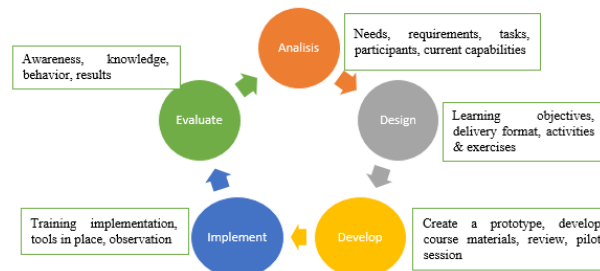 Analisis
Needs, requirements, tasks,
participants, current capabilities
Design
Learning objectives,
delivery format, activities
& exercises
Develop
Create a prototype, develop
course materials, review, pilot
session
Implement
Training implementation,
tools in place, observation
Evaluate
Awareness, knowledge,
behavior, results